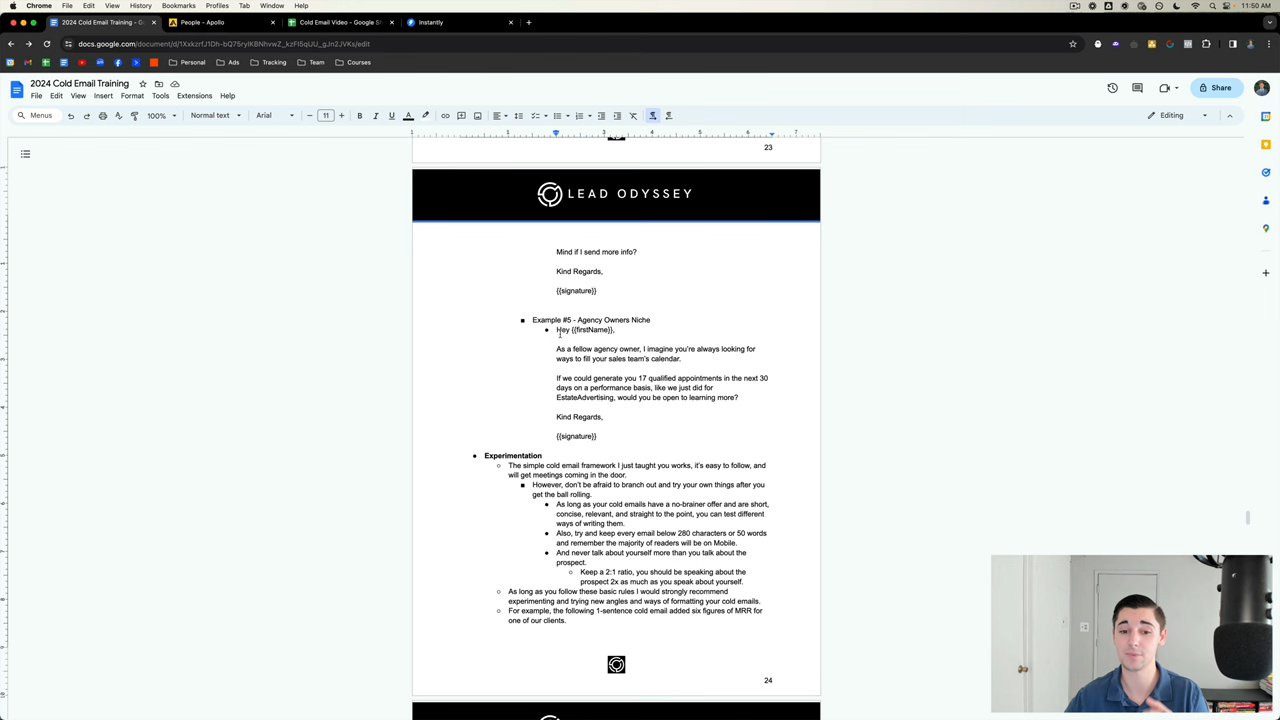 Chrome File Edit View History Bookmarks Profiles Tab Window Help 11:50 AM
2024 Cold Email Training - G People - Apollo Cold Email Video - Google Sh Instantly
docs.google.com/document/d/
Personal Ads Tracking Team Courses
2024 Cold Email Training
File Edit View Insert Format Tools Extensions Help
Share
Menus 100% Normal text Arial 11 Editing
23
LEAD ODYSSEY
Mind if I send more info?
Kind Regards,
{{signature}}
Example #5 - Agency Owners Niche
Hey {{firstName}},
As a fellow agency owner, I imagine you're always looking for
ways to fill your sales team's calendar.
If we could generate you 17 qualified appointments in the next 30
days on a performance basis, like we just did for
EstateAdvertising, would you be open to learning more?
Kind Regards,
{{signature}}
Experimentation
The simple cold email framework I just taught you works, it's easy to follow, and
will get meetings coming in the door.
However, don't be afraid to branch out and try your own things after you
get the ball rolling.
As long as your cold emails have a no-brainer offer and are short,
concise, relevant, and straight to the point, you can test different
ways of writing them.
Also, try and keep every email below 280 characters or 50 words
and remember the majority of readers will be on Mobile.
And never talk about yourself more than you talk about the
prospect.
Keep a 2:1 ratio, you should be speaking about the
prospect 2x as much as you speak about yourself.
As long as you follow these basic rules I would strongly recommend
experimenting and trying new angles and ways of formatting your cold emails.
For example, the following 1-sentence cold email added six figures of MRR for
one of our clients.
24